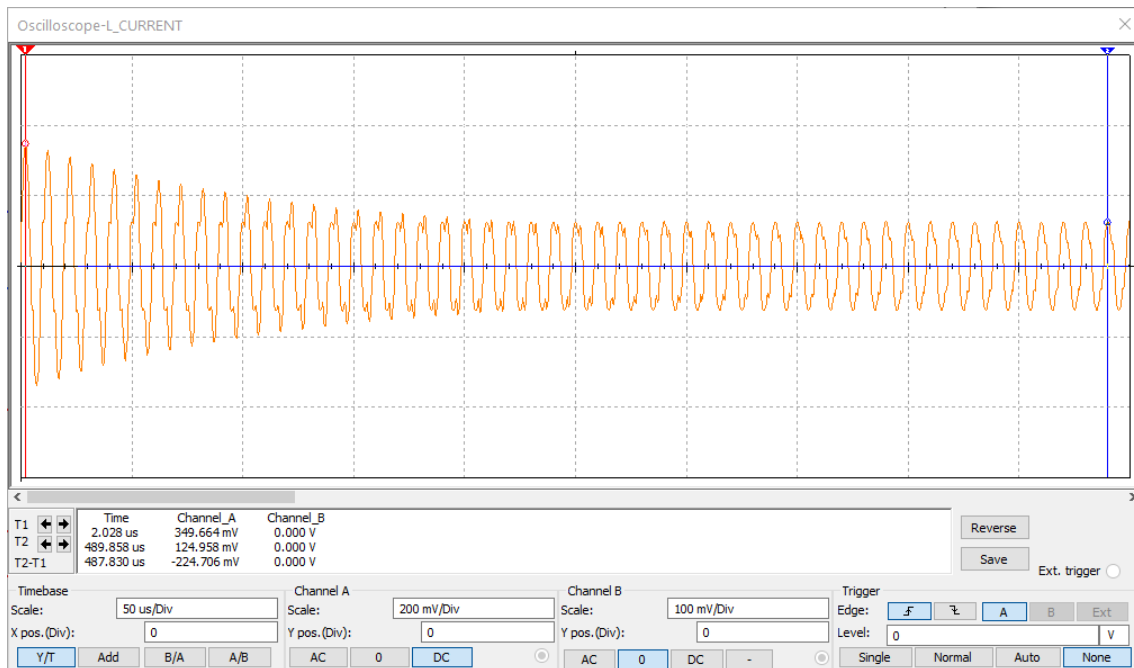 Oscilloscope-L_CURRENT
Time Channel_A Channel_B
T1 2.028 us 349.664 mV 0.000 V
T2 489.858 us 124.958 mV 0.000 V
T2-T1 487.830 us -224.706 mV 0.000 V
Reverse
Save
Ext. trigger
Timebase
Scale: 50 us/Div
X pos.(Div): 0
Y/T Add B/A A/B
Channel A
Scale: 200 mV/Div
Y pos.(Div): 0
AC 0 DC
Channel B
Scale: 100 mV/Div
Y pos.(Div): 0
AC 0 DC -
Trigger
Edge: A B Ext
Level: 0 V
Single Normal Auto None